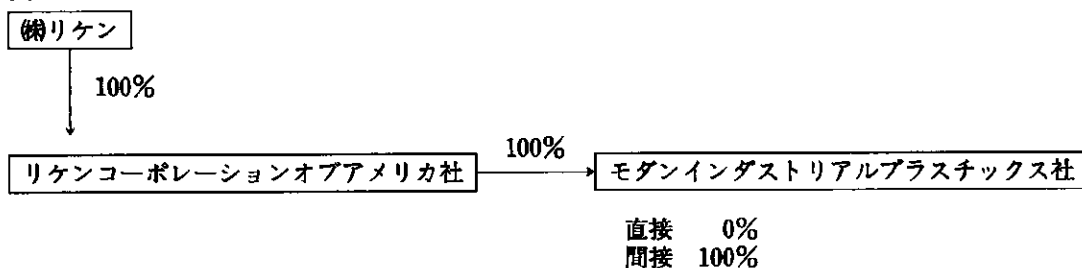 ㈱リケン
100%
100%
リケンコーポレーションオブアメリカ社
モダンインダストリアルプラスチックス社
直接 0%
間接 100%